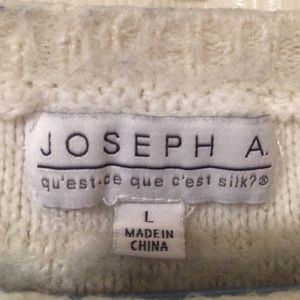 JOSEPH A.
qu'est-ce que c'est silk?®
L
MADE IN
CHINA